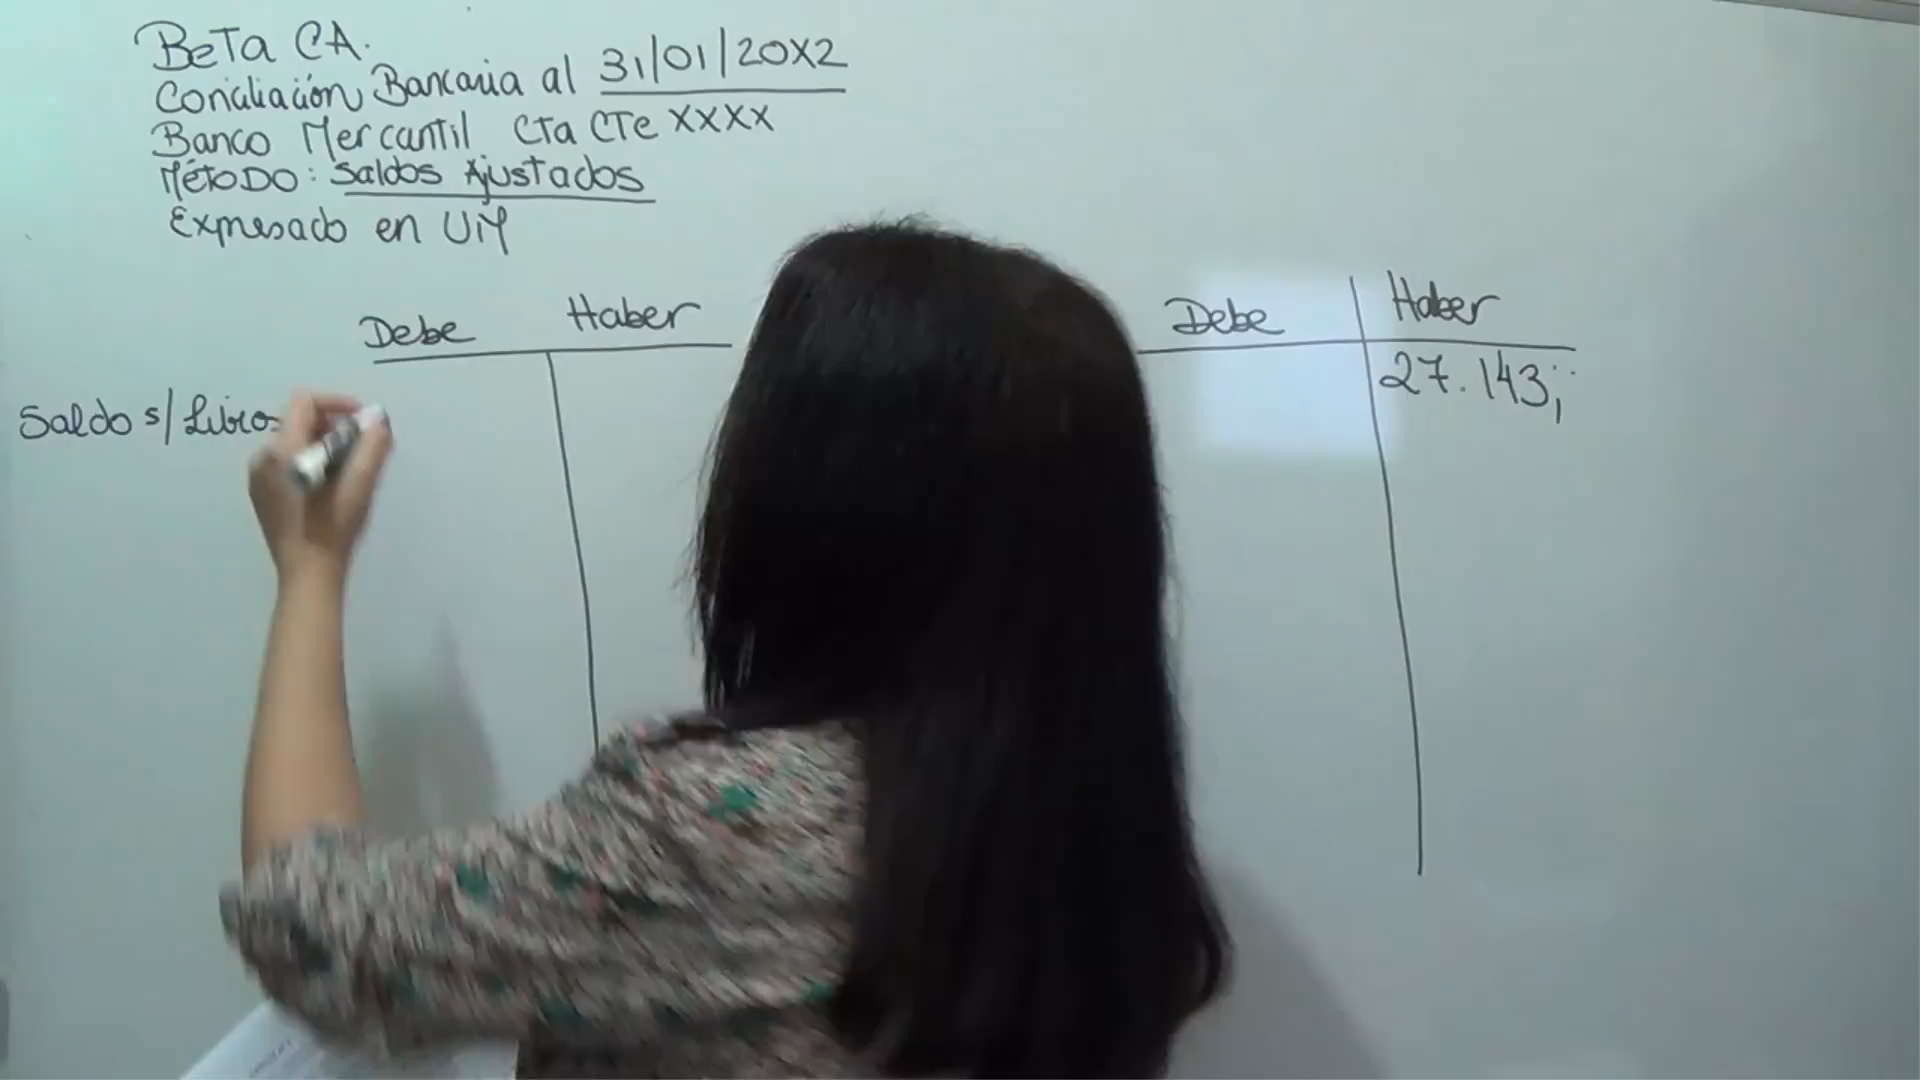 BeTa CA.
Conciliación Bancaria al 31/01/20X2
Banco Mercantil CTa CTe XXXX
MéToDO: Saldos Ajustados
Expresado en UM
Debe Haber Debe Haber
27.143,
Saldo s/ Libros